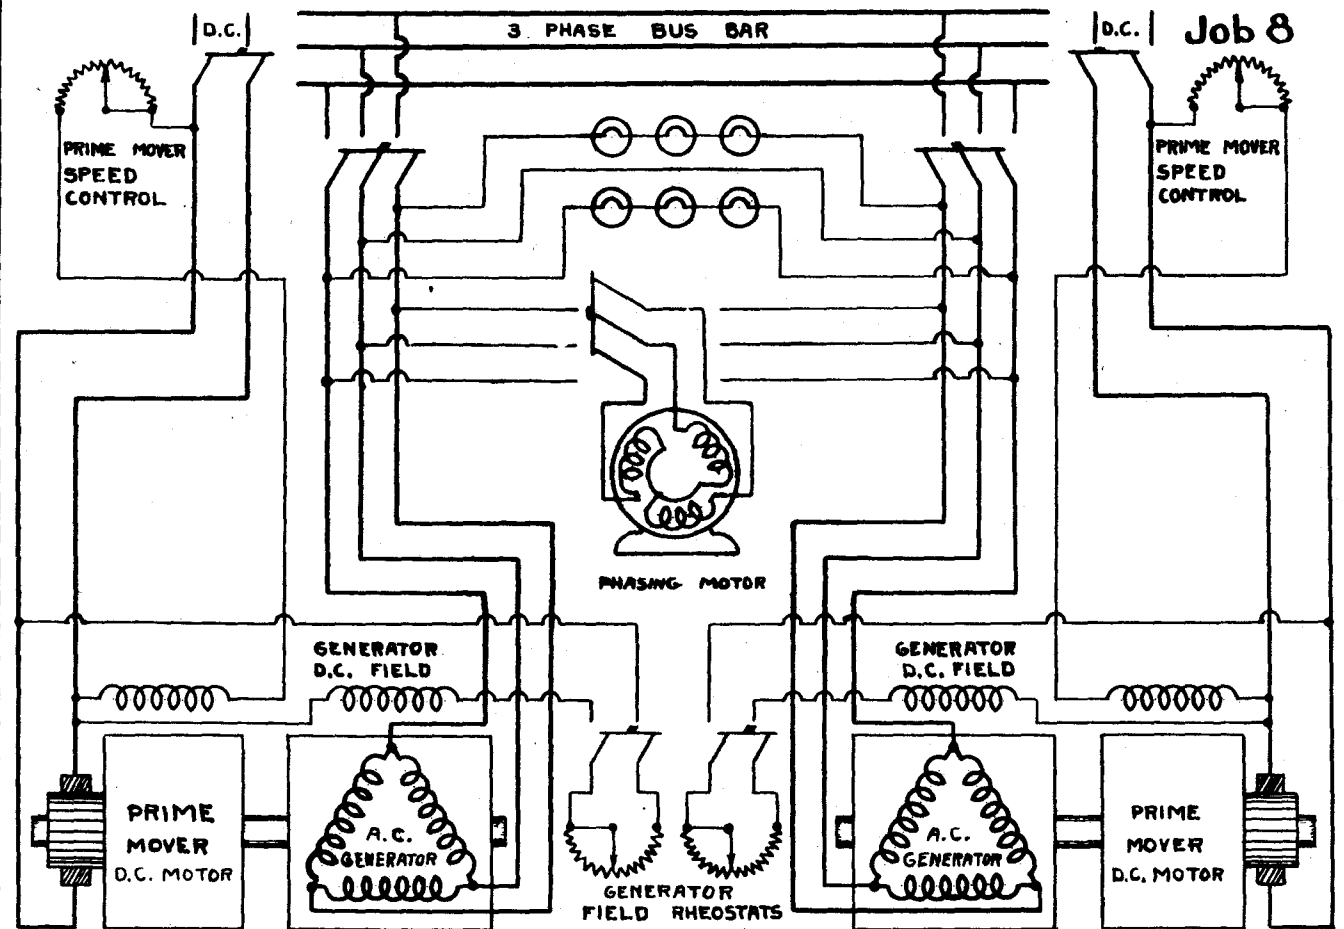 D.C.
3 PHASE BUS BAR
D.C.
Job 8
PRIME MOVER
SPEED
CONTROL
PRIME MOVER
SPEED
CONTROL
PHASING MOTOR
GENERATOR
D.C. FIELD
GENERATOR
D.C. FIELD
PRIME
MOVER
D.C. MOTOR
A.C.
GENERATOR
GENERATOR
FIELD RHEOSTATS
A.C.
GENERATOR
PRIME
MOVER
D.C. MOTOR